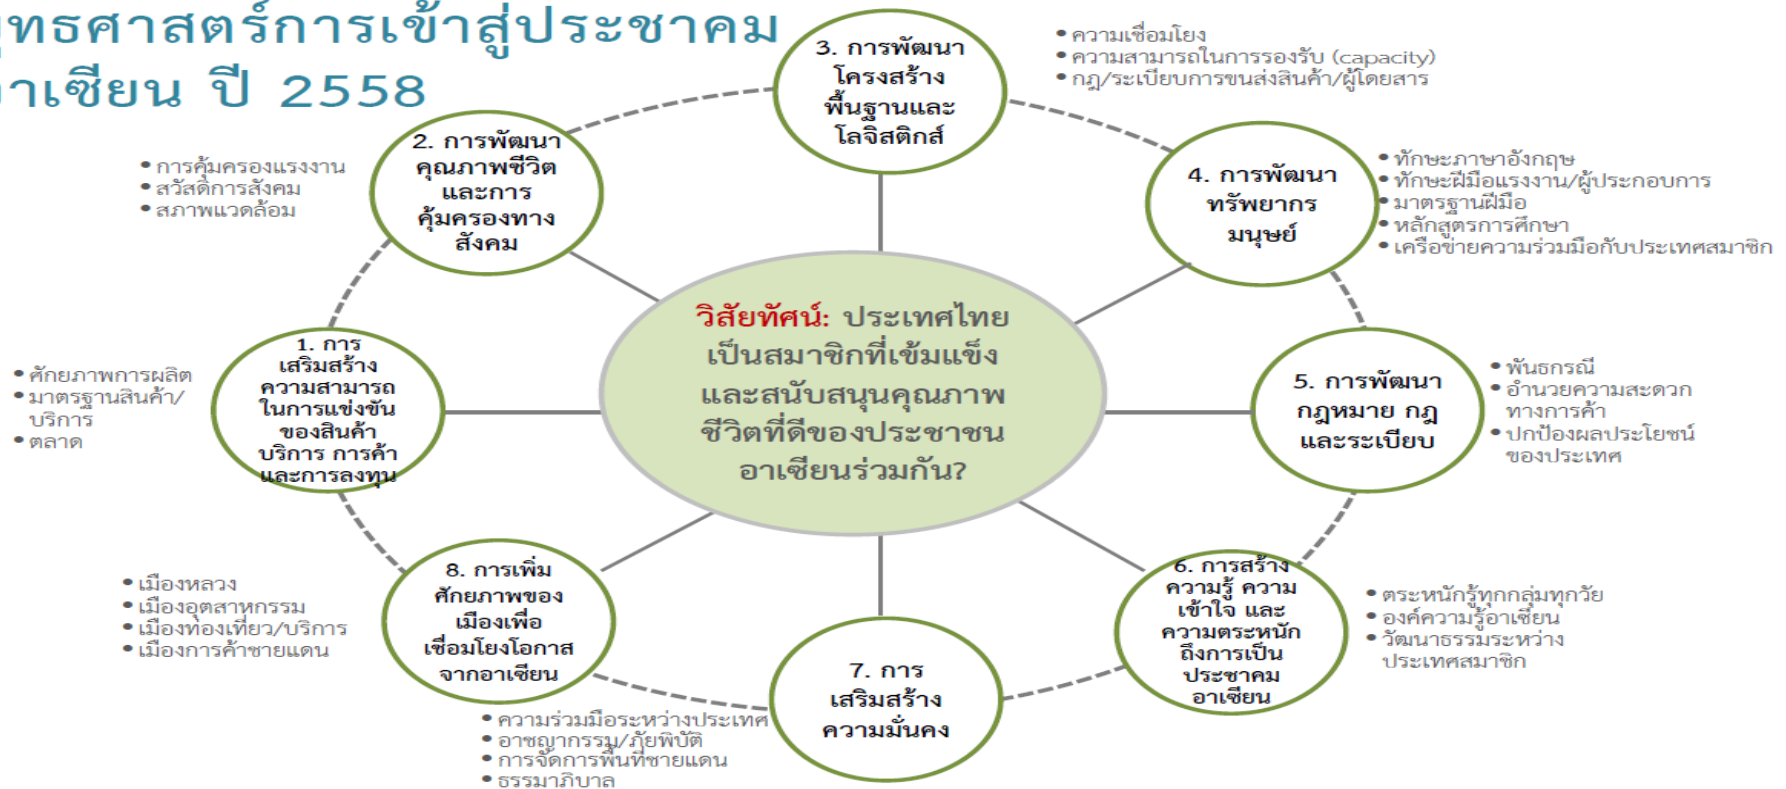 ยุทธศาสตร์การเข้าสู่ประชาคม
อาเซียน ปี 2558
3. การพัฒนา
โครงสร้าง
พื้นฐานและ
โลจิสติกส์
• ความเชื่อมโยง
• ความสามารถในการรองรับ (capacity)
• กฎ/ระเบียบการขนส่งสินค้า/ผู้โดยสาร
2. การพัฒนา
คุณภาพชีวิต
และการ
คุ้มครองทาง
สังคม
• การคุ้มครองแรงงาน
• สวัสดิการสังคม
• สภาพแวดล้อม
4. การพัฒนา
ทรัพยากร
มนุษย์
• ทักษะภาษาอังกฤษ
• ทักษะฝีมือแรงงาน/ผู้ประกอบการ
• มาตรฐานฝีมือ
• หลักสูตรการศึกษา
• เครือข่ายความร่วมมือกับประเทศสมาชิก
วิสัยทัศน์: ประเทศไทย
เป็นสมาชิกที่เข้มแข็ง
และสนับสนุนคุณภาพ
ชีวิตที่ดีของประชาชน
อาเซียนร่วมกัน?
1. การ
เสริมสร้าง
ความสามารถ
ในการแข่งขัน
ของสินค้า
บริการ การค้า
และการลงทุน
• ศักยภาพการผลิต
• มาตรฐานสินค้า/
บริการ
• ตลาด
5. การพัฒนา
กฎหมาย กฎ
และระเบียบ
• พันธกรณี
• อำนวยความสะดวก
ทางการค้า
• ปกป้องผลประโยชน์
ของประเทศ
8. การเพิ่ม
ศักยภาพของ
เมืองเพื่อ
เชื่อมโยงโอกาส
จากอาเซียน
• เมืองหลวง
• เมืองอุตสาหกรรม
• เมืองท่องเที่ยว/บริการ
• เมืองการค้าชายแดน
6. การสร้าง
ความรู้ ความ
เข้าใจ และ
ความตระหนัก
ถึงการเป็น
ประชาคม
อาเซียน
• ตระหนักรู้ทุกกลุ่มทุกวัย
• องค์ความรู้อาเซียน
• วัฒนาธรรมระหว่าง
ประเทศสมาชิก
7. การ
เสริมสร้าง
ความมั่นคง
• ความร่วมมือระหว่างประเทศ
• อาชญากรรม/ภัยพิบัติ
• การจัดการพื้นที่ชายแดน
• ธรรมาภิบาล